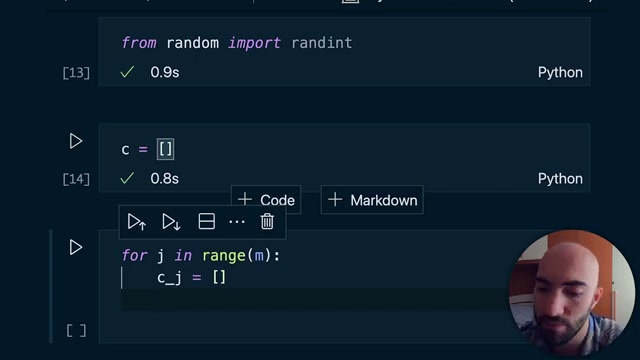 from random import randint
[13]
0.9s
Python
c = []
[14]
0.8s
Python
+ Code
+ Markdown
for j in range(m):
    c_j = []
[ ]